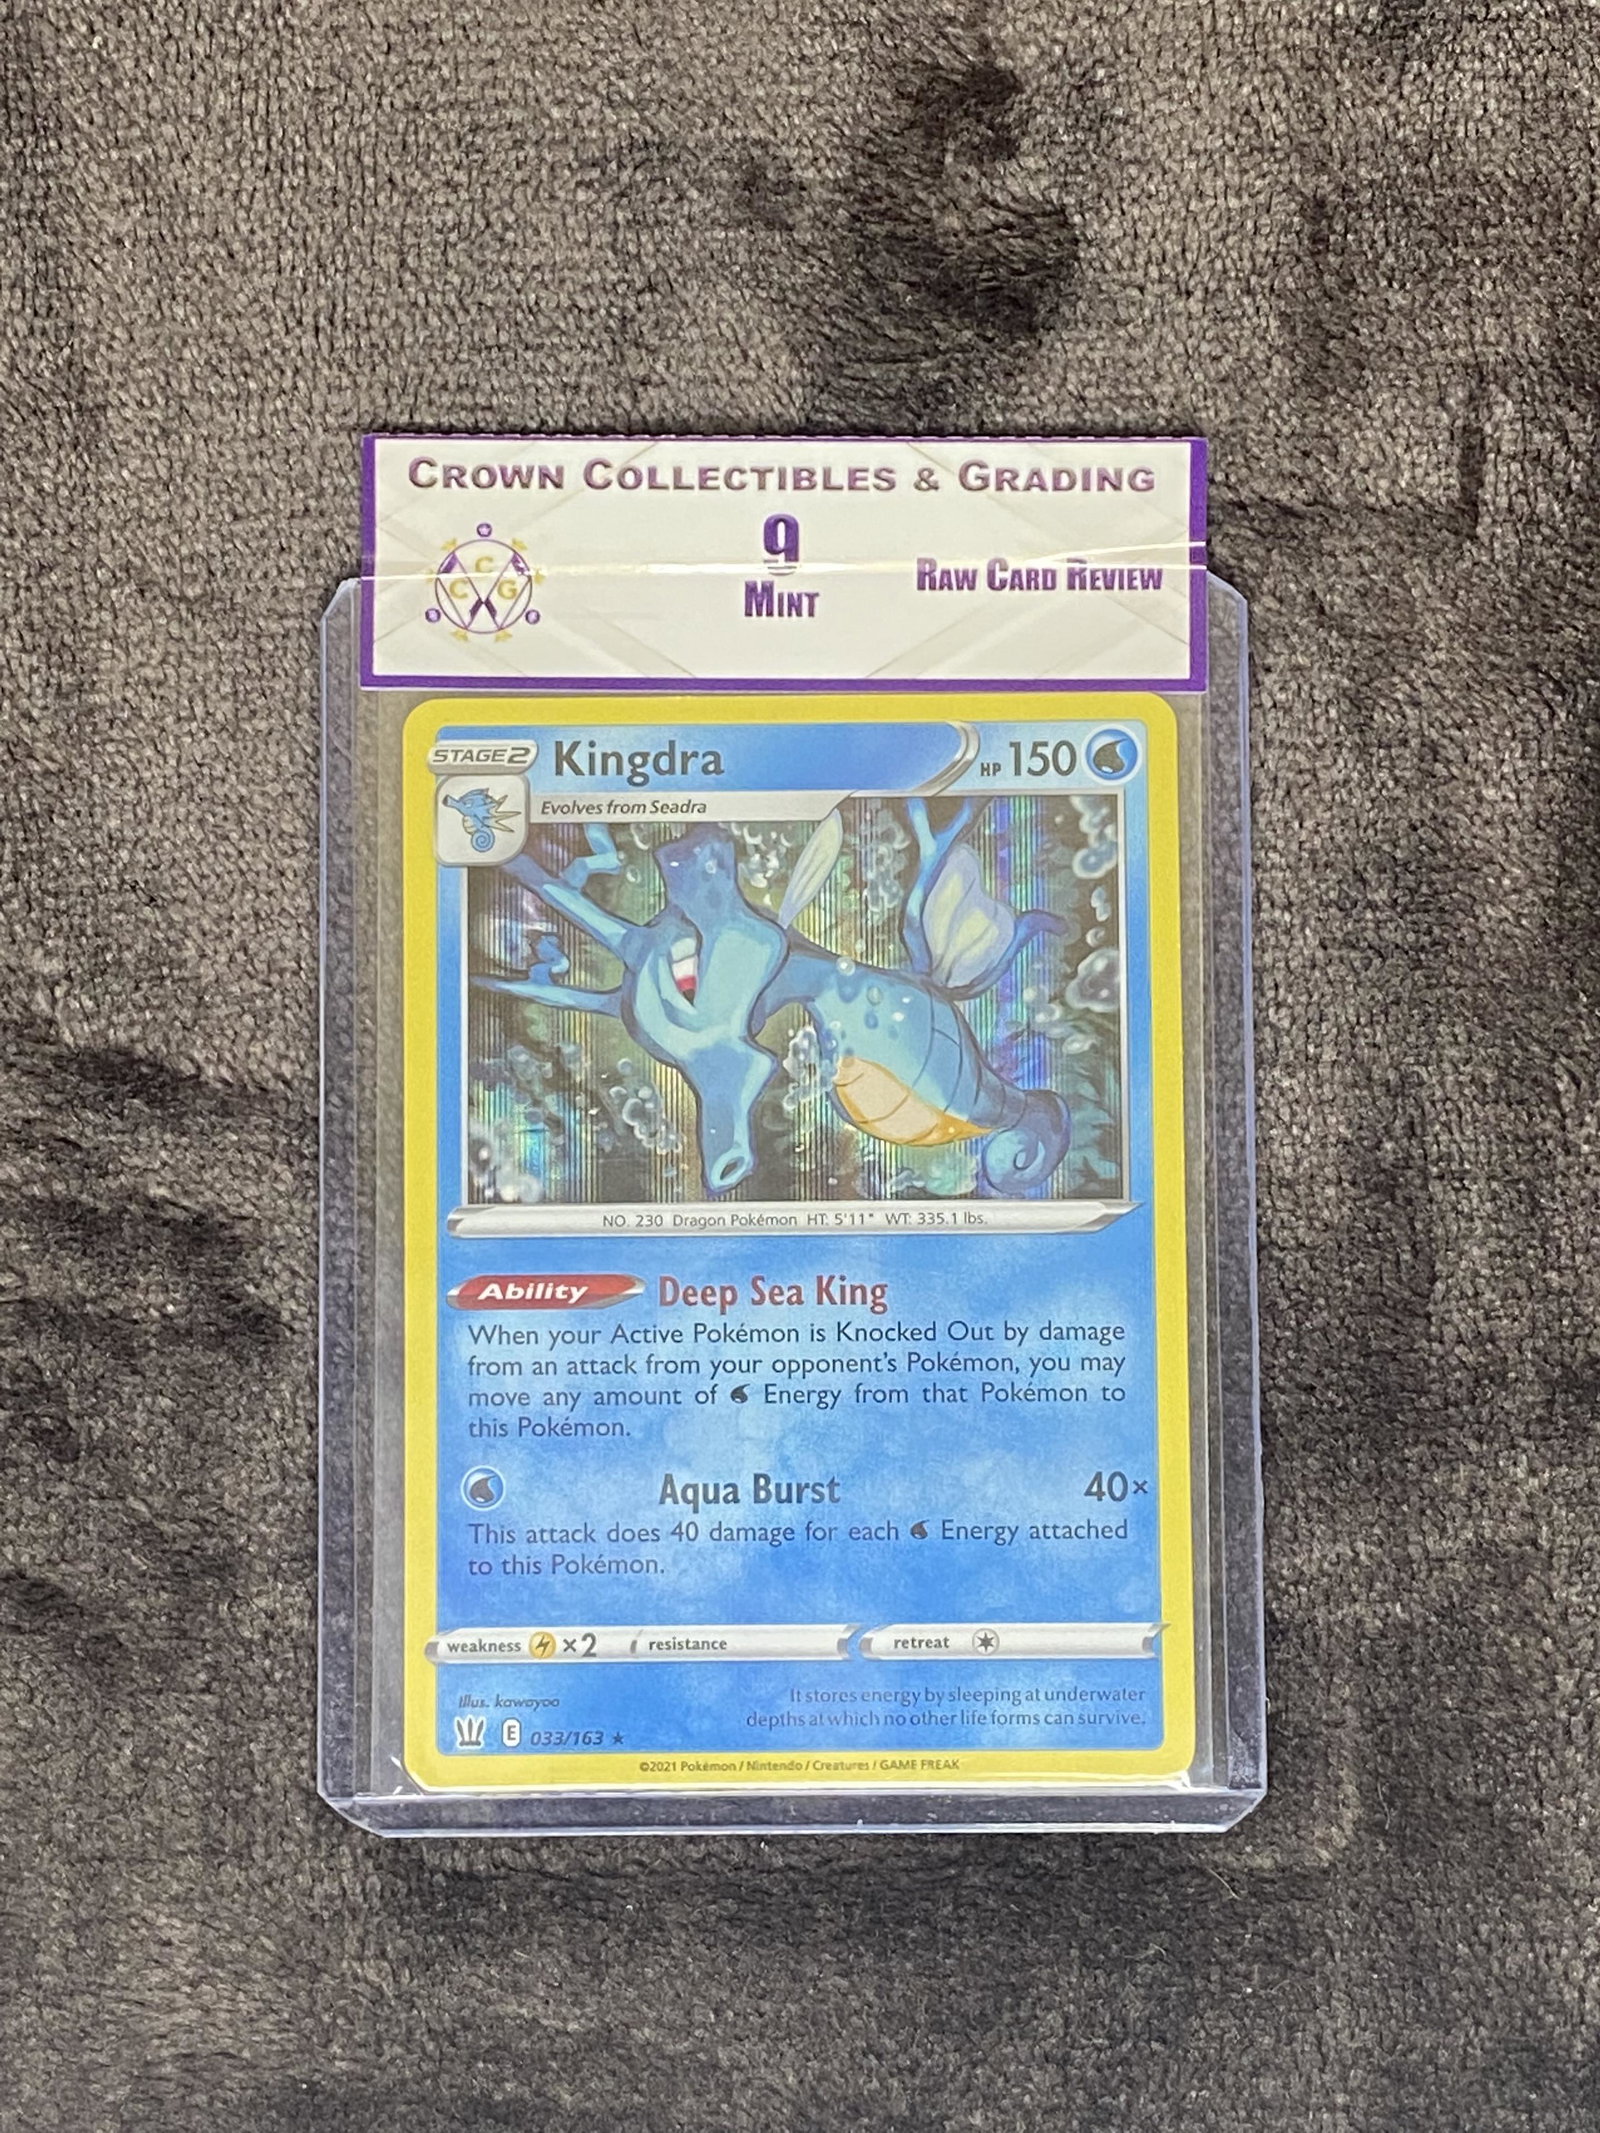 CROWN COLLECTIBLES & GRADING
9
MINT
RAW CARD REVIEW
C
C G
STAGE 2 Kingdra HP 150
Evolves from Seadra
NO. 230 Dragon Pokémon HT: 5'11" WT: 335.1 lbs.
Ability Deep Sea King
When your Active Pokémon is Knocked Out by damage
from an attack from your opponent's Pokémon, you may
move any amount of Energy from that Pokémon to
this Pokémon.
Aqua Burst 40×
This attack does 40 damage for each Energy attached
to this Pokémon.
weakness ×2 resistance retreat
Illus. kawayoo
It stores energy by sleeping at underwater
depths at which no other life forms can survive.
E 033/163 ★
©2021 Pokémon / Nintendo / Creatures / GAME FREAK